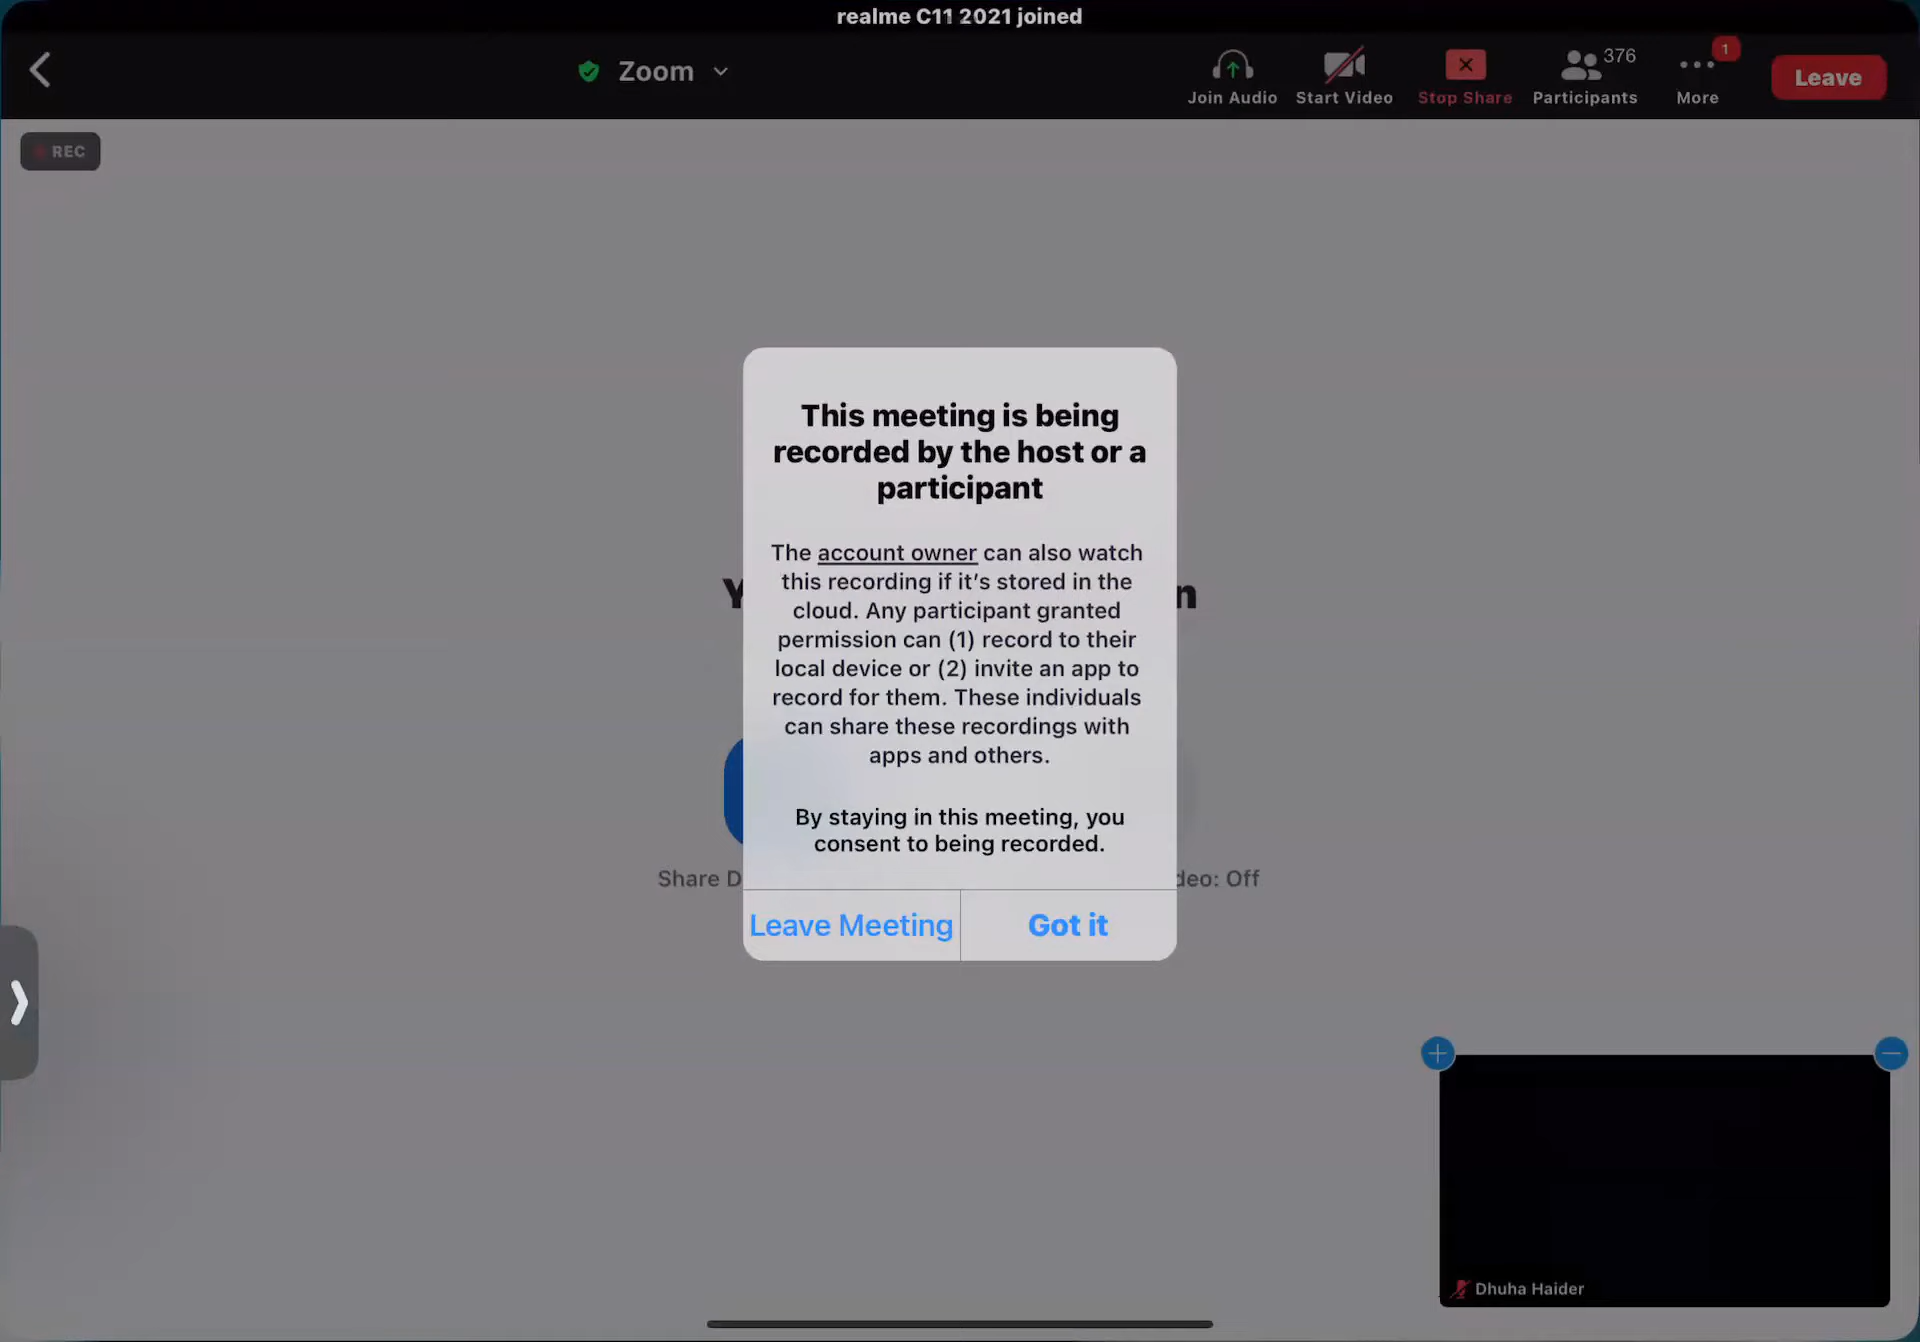 realme C11 2021 joined
Zoom
Join Audio
Start Video
Stop Share
376
Participants
1
More
Leave
REC
This meeting is being
recorded by the host or a
participant
The account owner can also watch
this recording if it's stored in the
cloud. Any participant granted
permission can (1) record to their
local device or (2) invite an app to
record for them. These individuals
can share these recordings with
apps and others.
By staying in this meeting, you
consent to being recorded.
Share
Off
Leave Meeting
Got it
Dhuha Haider